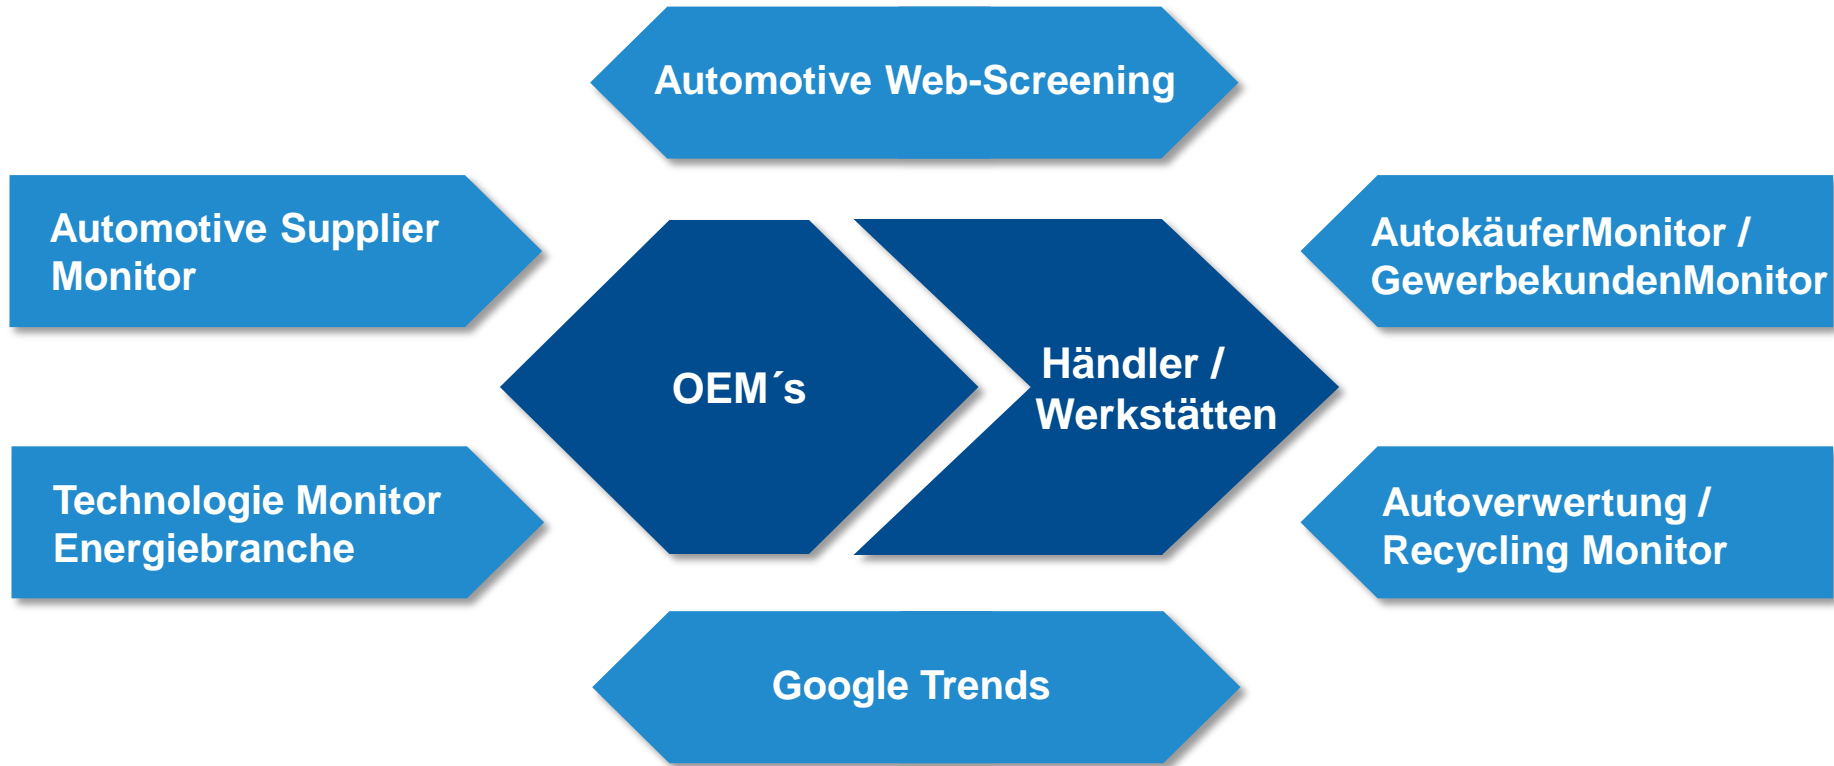 Automotive Web-Screening
Automotive Supplier
Monitor
AutokäuferMonitor /
GewerbekundenMonitor
OEM´s
Händler /
Werkstätten
Technologie Monitor
Energiebranche
Autoverwertung /
Recycling Monitor
Google Trends